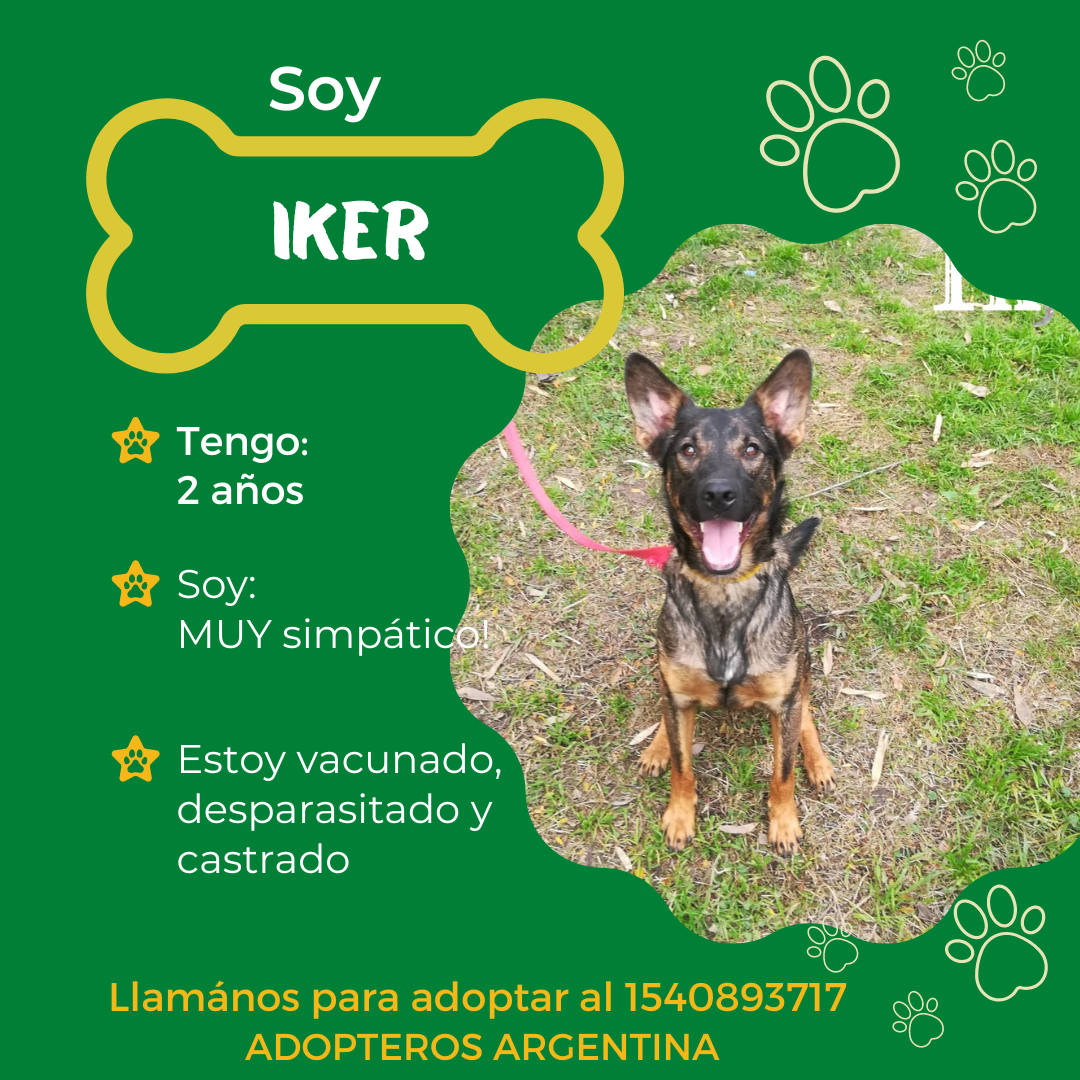 Soy
IKER
Tengo:
2 años
Soy:
MUY simpático!
Estoy vacunado,
desparasitado y
castrado
Llamános para adoptar al 1540893717
ADOPTEROS ARGENTINA